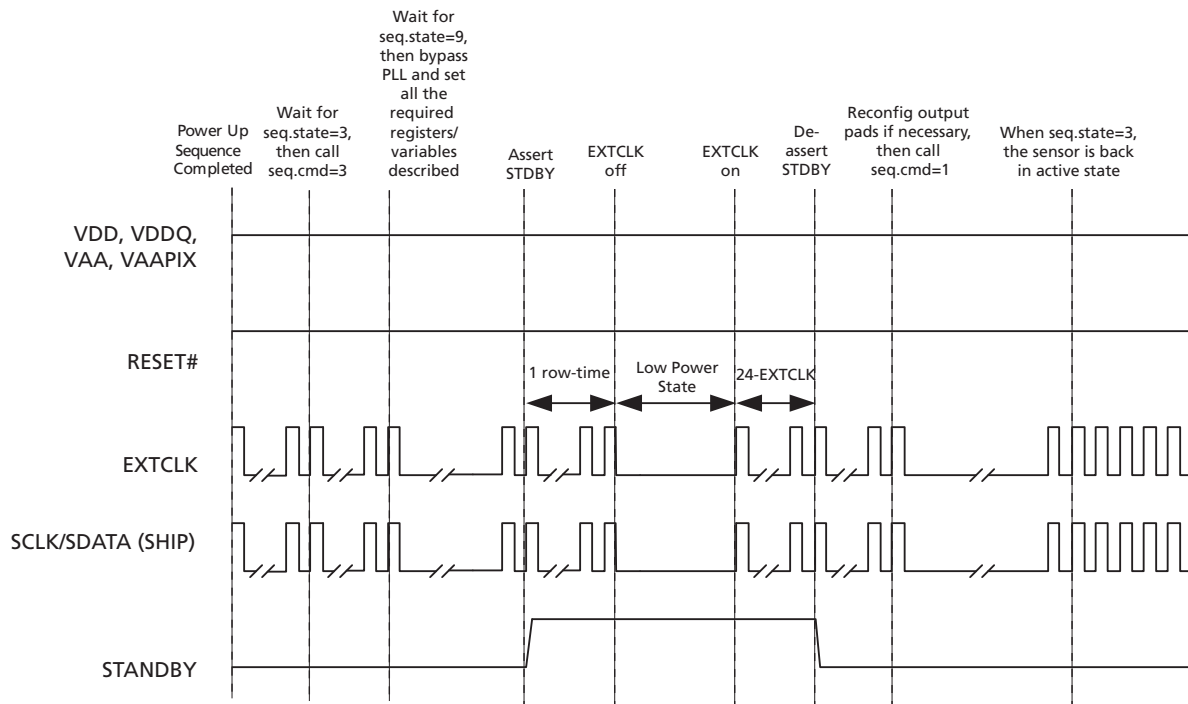 Power Up
Sequence
Completed
Wait for
seq.state=3,
then call
seq.cmd=3
Wait for
seq.state=9,
then bypass
PLL and set
all the
required
registers/
variables
described
Assert
STDBY
EXTCLK
off
EXTCLK
on
De-
assert
STDBY
Reconfig output
pads if necessary,
then call
seq.cmd=1
When seq.state=3,
the sensor is back
in active state
VDD, VDDQ,
VAA, VAAPIX
RESET#
1 row-time
Low Power
State
24-EXTCLK
EXTCLK
SCLK/SDATA (SHIP)
STANDBY